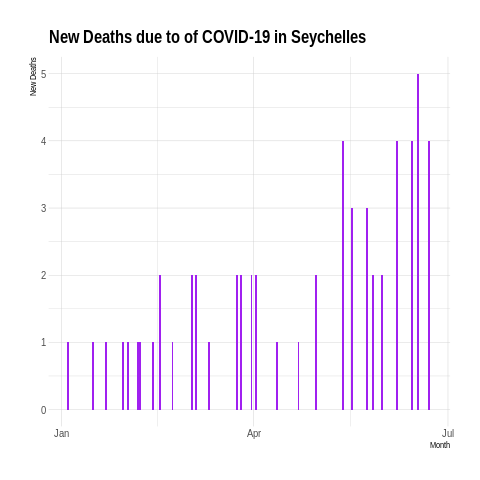 New Deaths due to of COVID-19 in Seychelles
New Deaths
5
4
3
2
1
0
Jan
Apr
Jul
Month